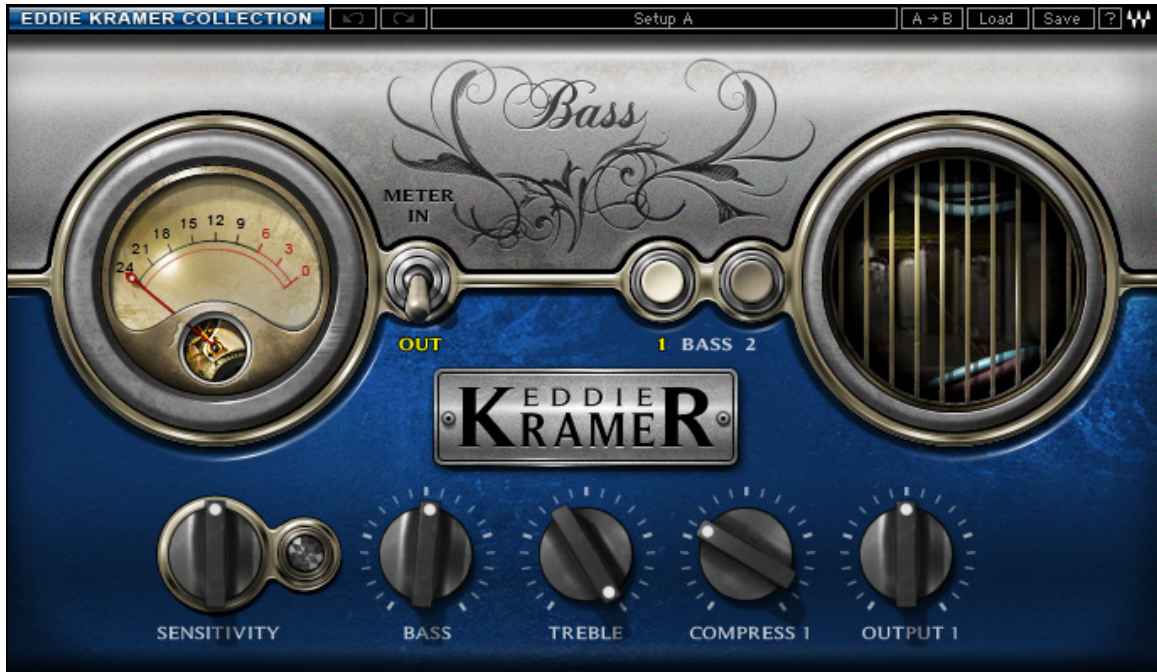 EDDIE KRAMER COLLECTION
Setup A
A→B
Load
Save
?
Bass
METER
IN
24 21 18 15 12 9 6 3 0
OUT
1 BASS 2
EDDIE
KRAMER
SENSITIVITY
BASS
TREBLE
COMPRESS 1
OUTPUT 1